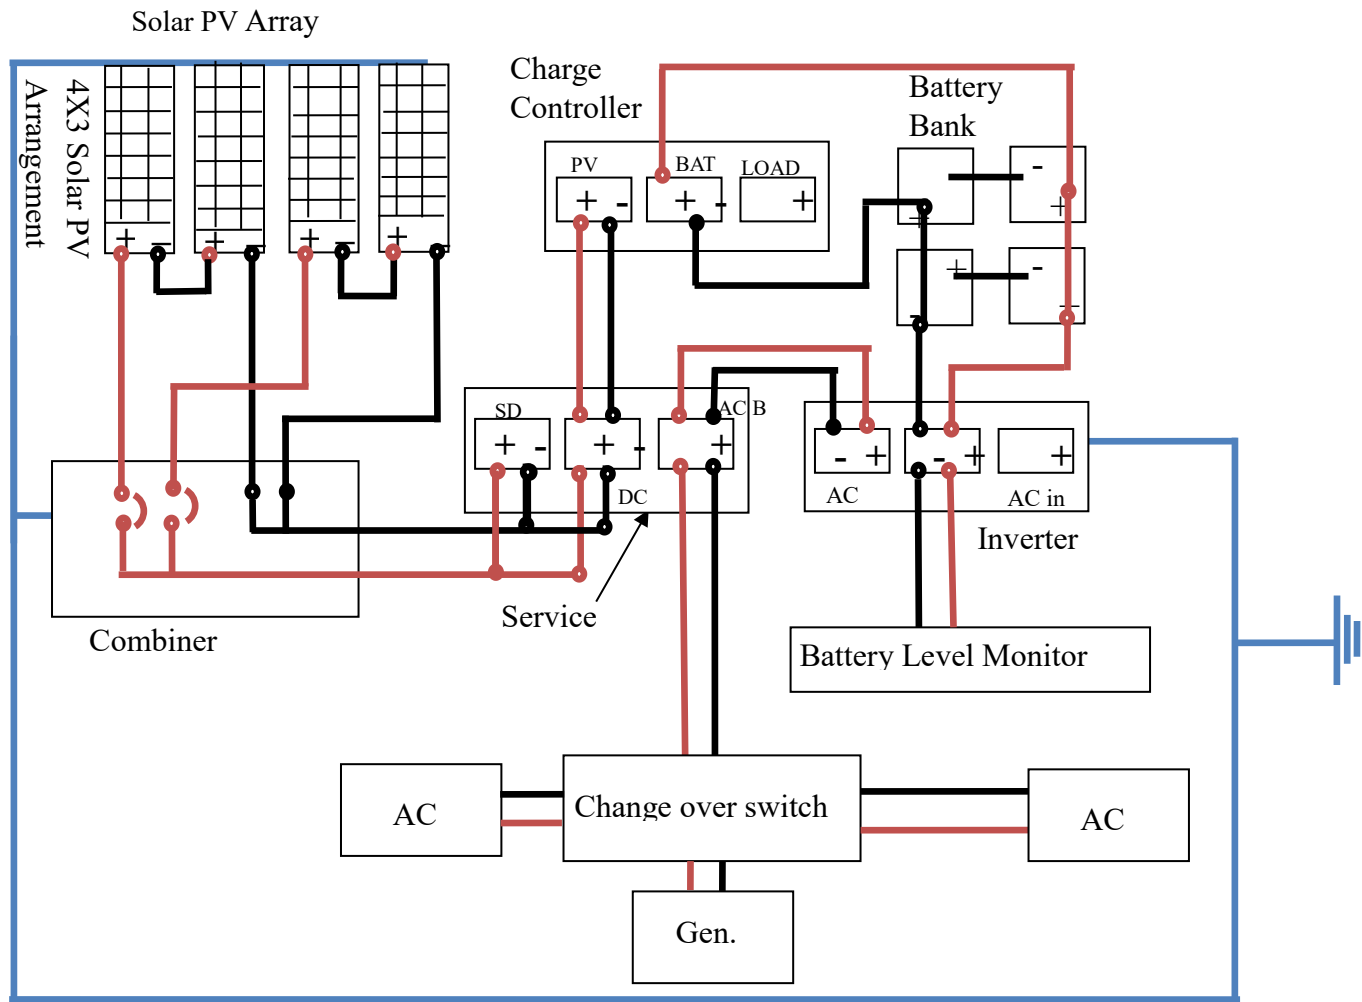 Solar PV Array
4X3 Solar PV
Arrangement
+ - + - + - + -
Charge
Controller
PV
BAT
LOAD
+ -
+ -
+
Battery
Bank
+
-
+
+
-
-
+
SD
AC B
+ -
+ -
+
DC
Service
Combiner
- +
- +
+
AC
AC in
Inverter
Battery Level Monitor
AC
Change over switch
AC
Gen.